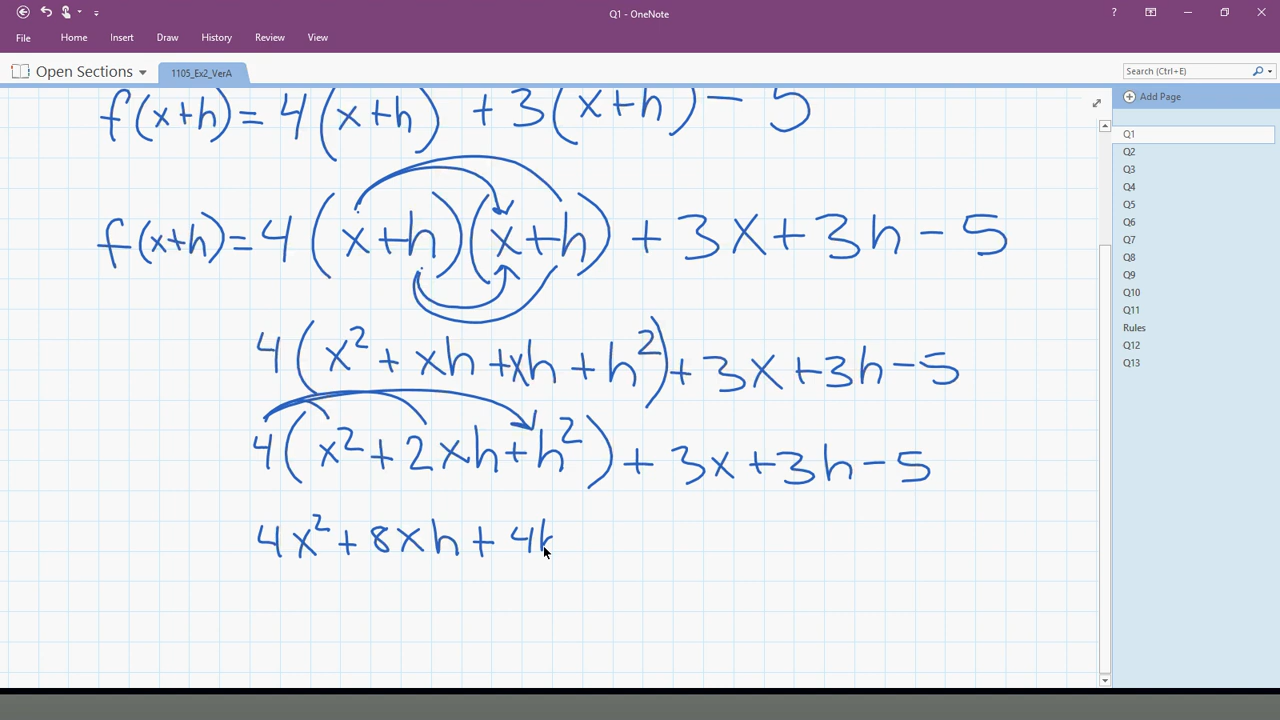 Q1 - OneNote
?
File Home Insert Draw History Review View
Open Sections
1105_Ex2_VerA
Search (Ctrl+E)
f(x+h)=4(x+h) +3(x+h)-5
f(x+h)=4(x+h)(x+h)+3x+3h-5
4(x²+xh+xh+h²)+3x+3h-5
4(x²+2xh+h²)+3x+3h-5
4x²+8xh+4h
Add Page
Q1
Q2
Q3
Q4
Q5
Q6
Q7
Q8
Q9
Q10
Q11
Rules
Q12
Q13